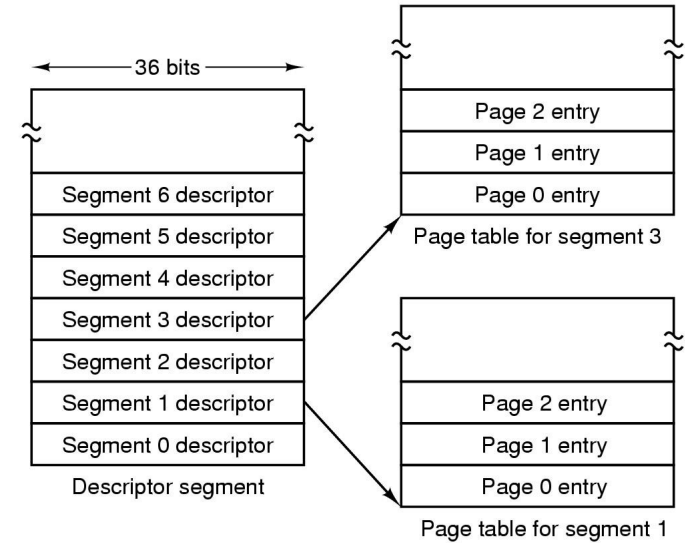 36 bits
Segment 6 descriptor
Segment 5 descriptor
Segment 4 descriptor
Segment 3 descriptor
Segment 2 descriptor
Segment 1 descriptor
Segment 0 descriptor
Descriptor segment
Page 2 entry
Page 1 entry
Page 0 entry
Page table for segment 3
Page 2 entry
Page 1 entry
Page 0 entry
Page table for segment 1